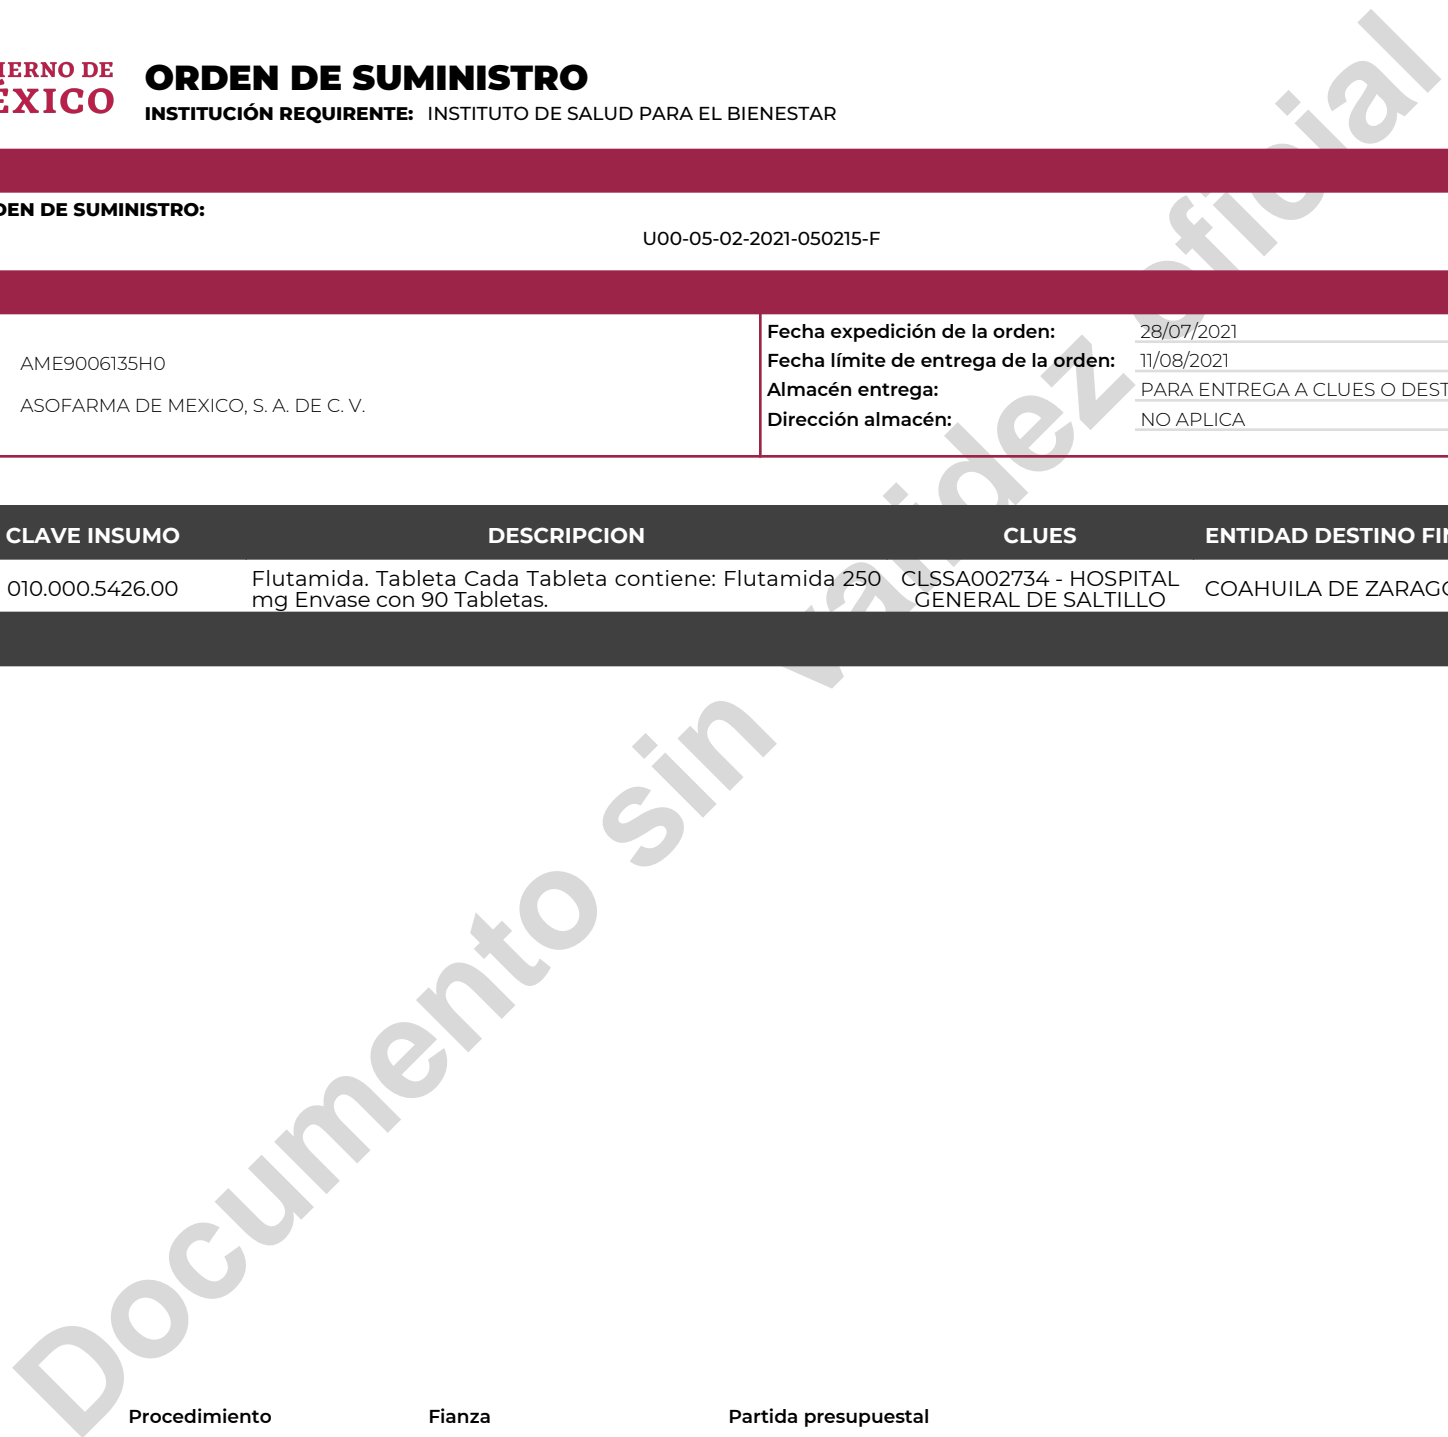 IERNO DE
ÉXICO
ORDEN DE SUMINISTRO
INSTITUCIÓN REQUIRENTE: INSTITUTO DE SALUD PARA EL BIENESTAR
DEN DE SUMINISTRO:
U00-05-02-2021-050215-F
AME9006135H0
ASOFARMA DE MEXICO, S. A. DE C. V.
Fecha expedición de la orden: 28/07/2021
Fecha límite de entrega de la orden: 11/08/2021
Almacén entrega: PARA ENTREGA A CLUES O DEST
Dirección almacén: NO APLICA
CLAVE INSUMO DESCRIPCION CLUES ENTIDAD DESTINO FIN
010.000.5426.00
Flutamida. Tableta Cada Tableta contiene: Flutamida 250
mg Envase con 90 Tabletas.
CLSSA002734 - HOSPITAL
GENERAL DE SALTILLO
COAHUILA DE ZARAGO
Documento sin validez oficial
Procedimiento Fianza Partida presupuestal